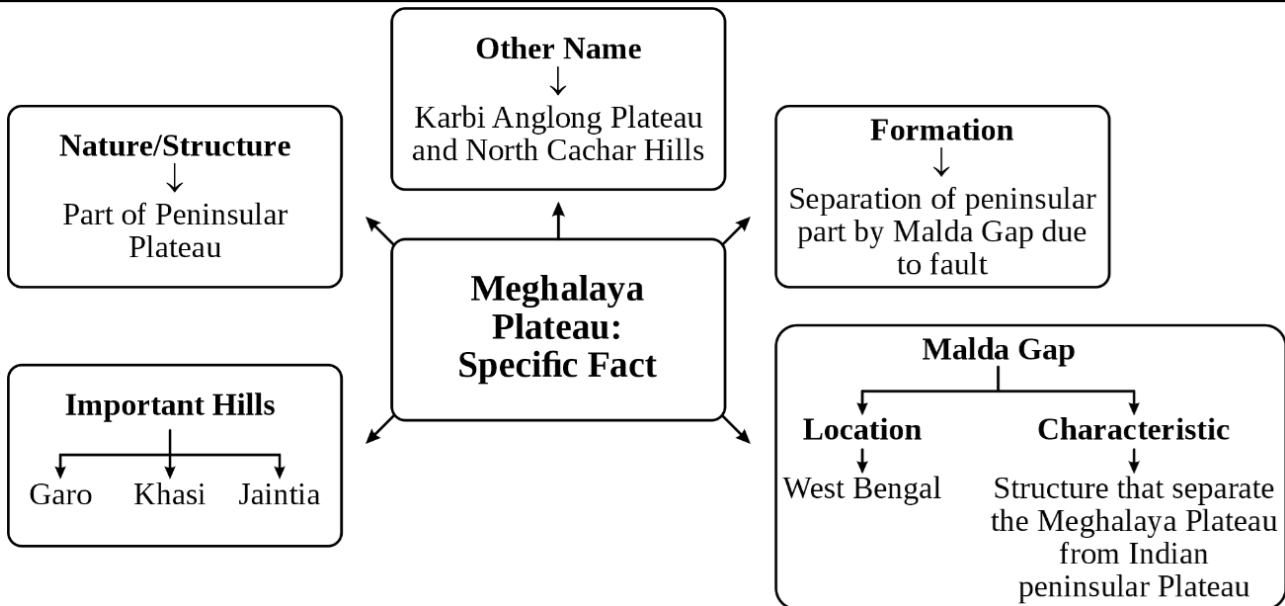 Other Name
Karbi Anglong Plateau
and North Cachar Hills
Nature/Structure
Part of Peninsular
Plateau
Formation
Separation of peninsular
part by Malda Gap due
to fault
Meghalaya
Plateau:
Specific Fact
Important Hills
Garo Khasi Jaintia
Malda Gap
Location Characteristic
West Bengal
Structure that separate
the Meghalaya Plateau
from Indian
peninsular Plateau